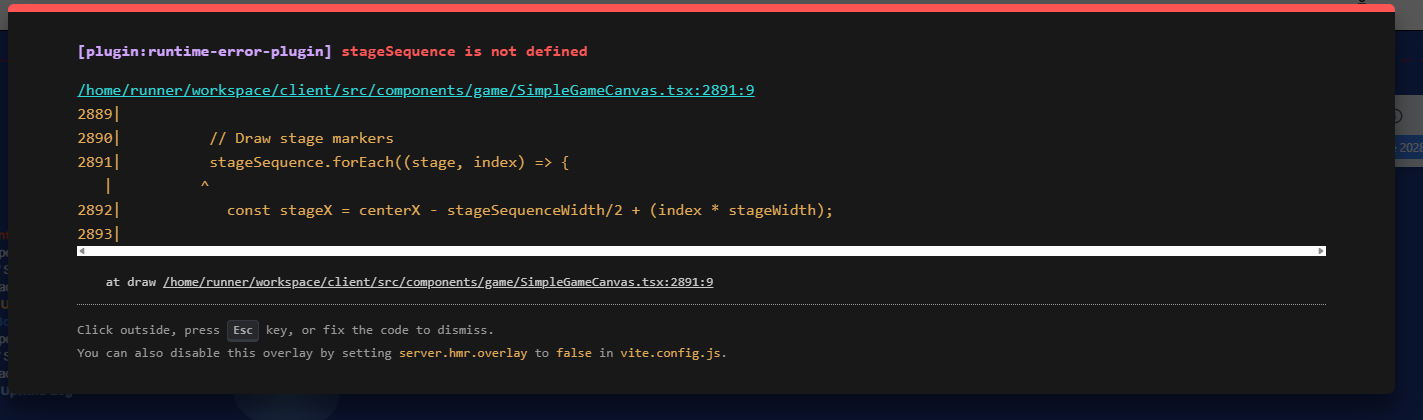 [plugin:runtime-error-plugin] stageSequence is not defined
/home/runner/workspace/client/src/components/game/SimpleGameCanvas.tsx:2891:9
2889|
2890|          // Draw stage markers
2891|          stageSequence.forEach((stage, index) => {
    |         ^
2892|            const stageX = centerX - stageSequenceWidth/2 + (index * stageWidth);
2893|
at draw /home/runner/workspace/client/src/components/game/SimpleGameCanvas.tsx:2891:9
Click outside, press Esc key, or fix the code to dismiss.
You can also disable this overlay by setting server.hmr.overlay to false in vite.config.js.
2028